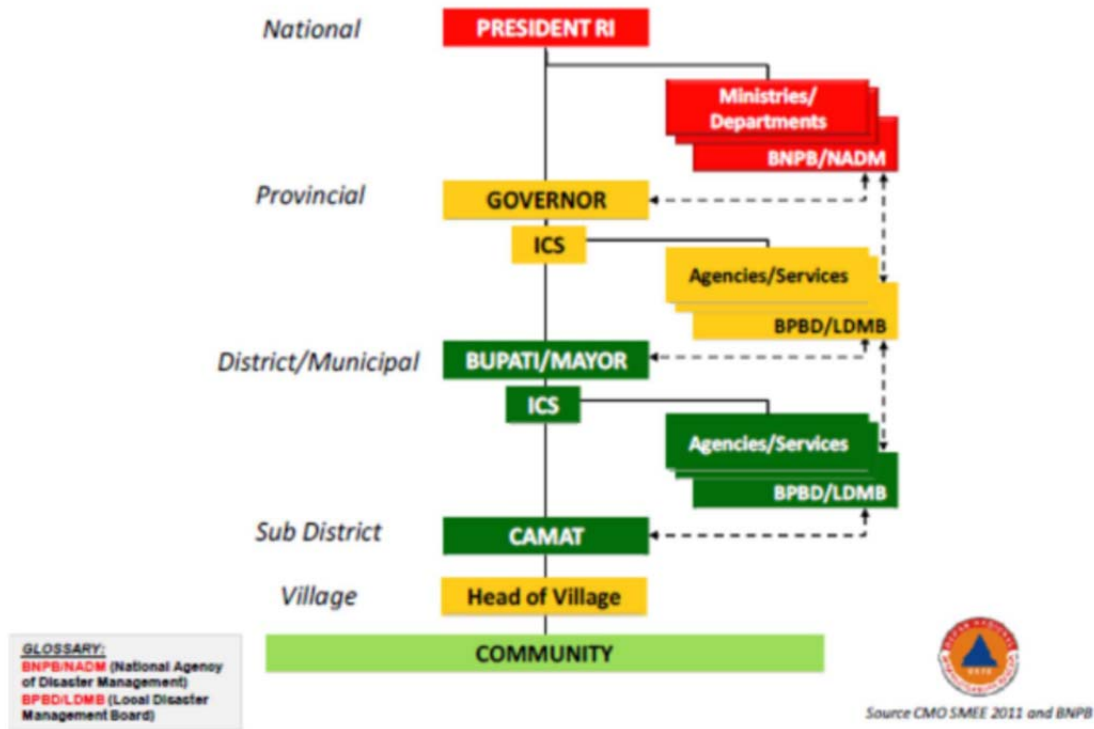 National
PRESIDENT RI
Ministries/
Departments
BNPB/NADM
Provincial
GOVERNOR
ICS
Agencies/Services
BPBD/LDMB
District/Municipal
BUPATI/MAYOR
ICS
Agencies/Services
BPBD/LDMB
Sub District
CAMAT
Village
Head of Village
COMMUNITY
GLOSSARY:
BNPB/NADM (National Agency
of Disaster Management)
BPBD/LDMB (Local Disaster
Management Board)
Source CMO SMEE 2011 and BNPB